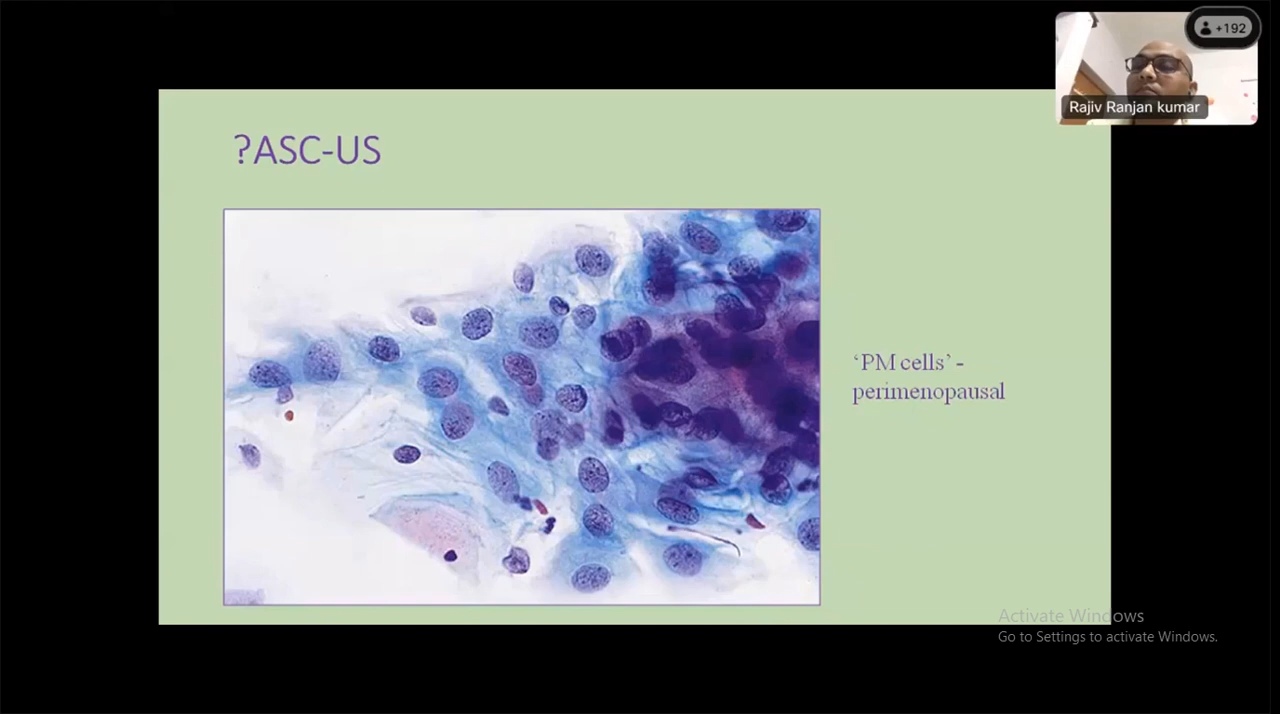 +192
Rajiv Ranjan kumar
?ASC-US
‘PM cells’ -
perimenopausal
Activate Windows
Go to Settings to activate Windows.